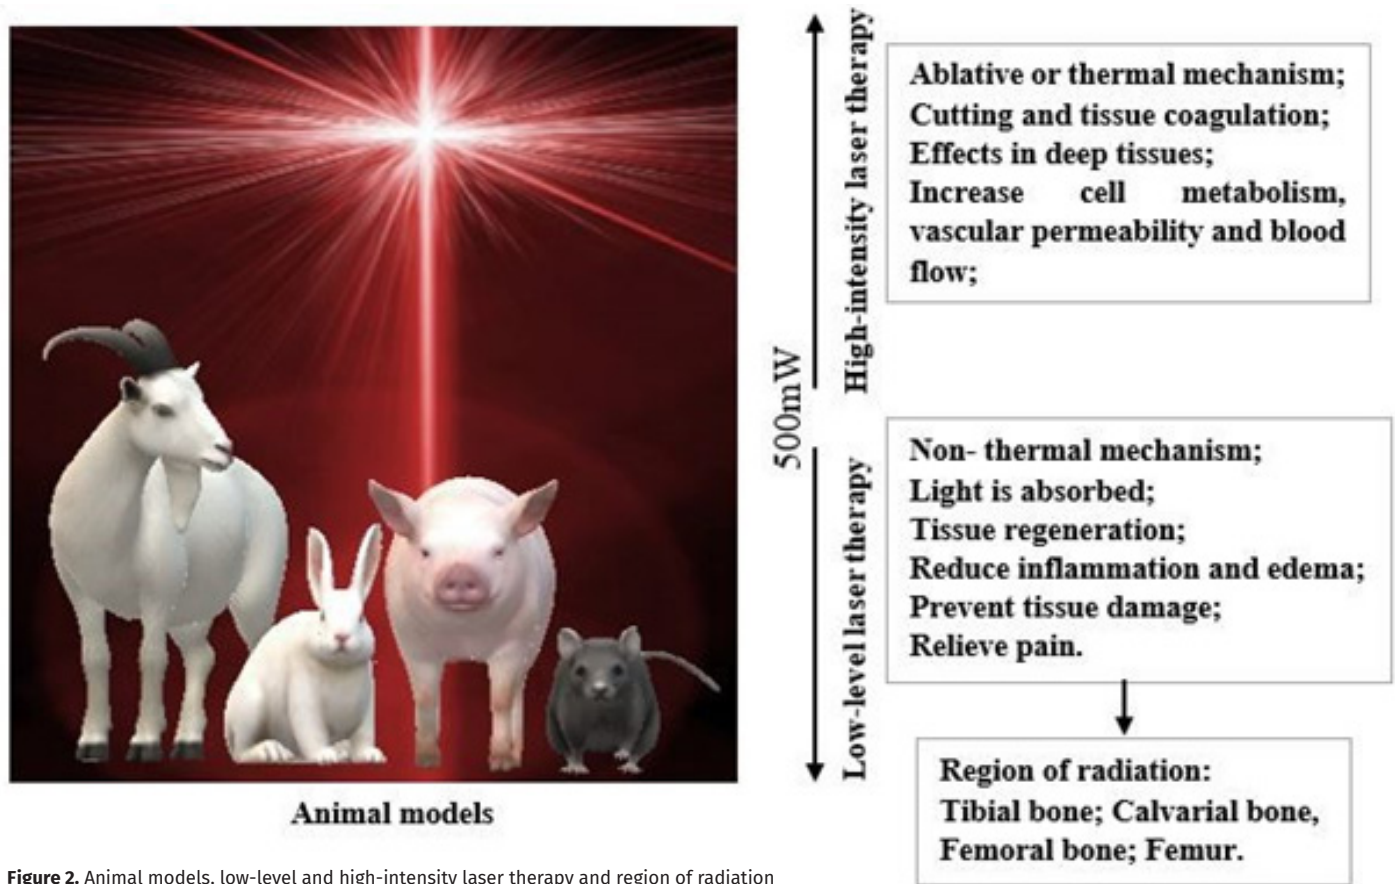 High-intensity laser therapy
Ablative or thermal mechanism;
Cutting and tissue coagulation;
Effects in deep tissues;
Increase cell metabolism,
vascular permeability and blood
flow;
500mW
Low-level laser therapy
Non- thermal mechanism;
Light is absorbed;
Tissue regeneration;
Reduce inflammation and edema;
Prevent tissue damage;
Relieve pain.
Region of radiation:
Tibial bone; Calvarial bone,
Femoral bone; Femur.
Animal models
Figure 2. Animal models, low-level and high-intensity laser therapy and region of radiation